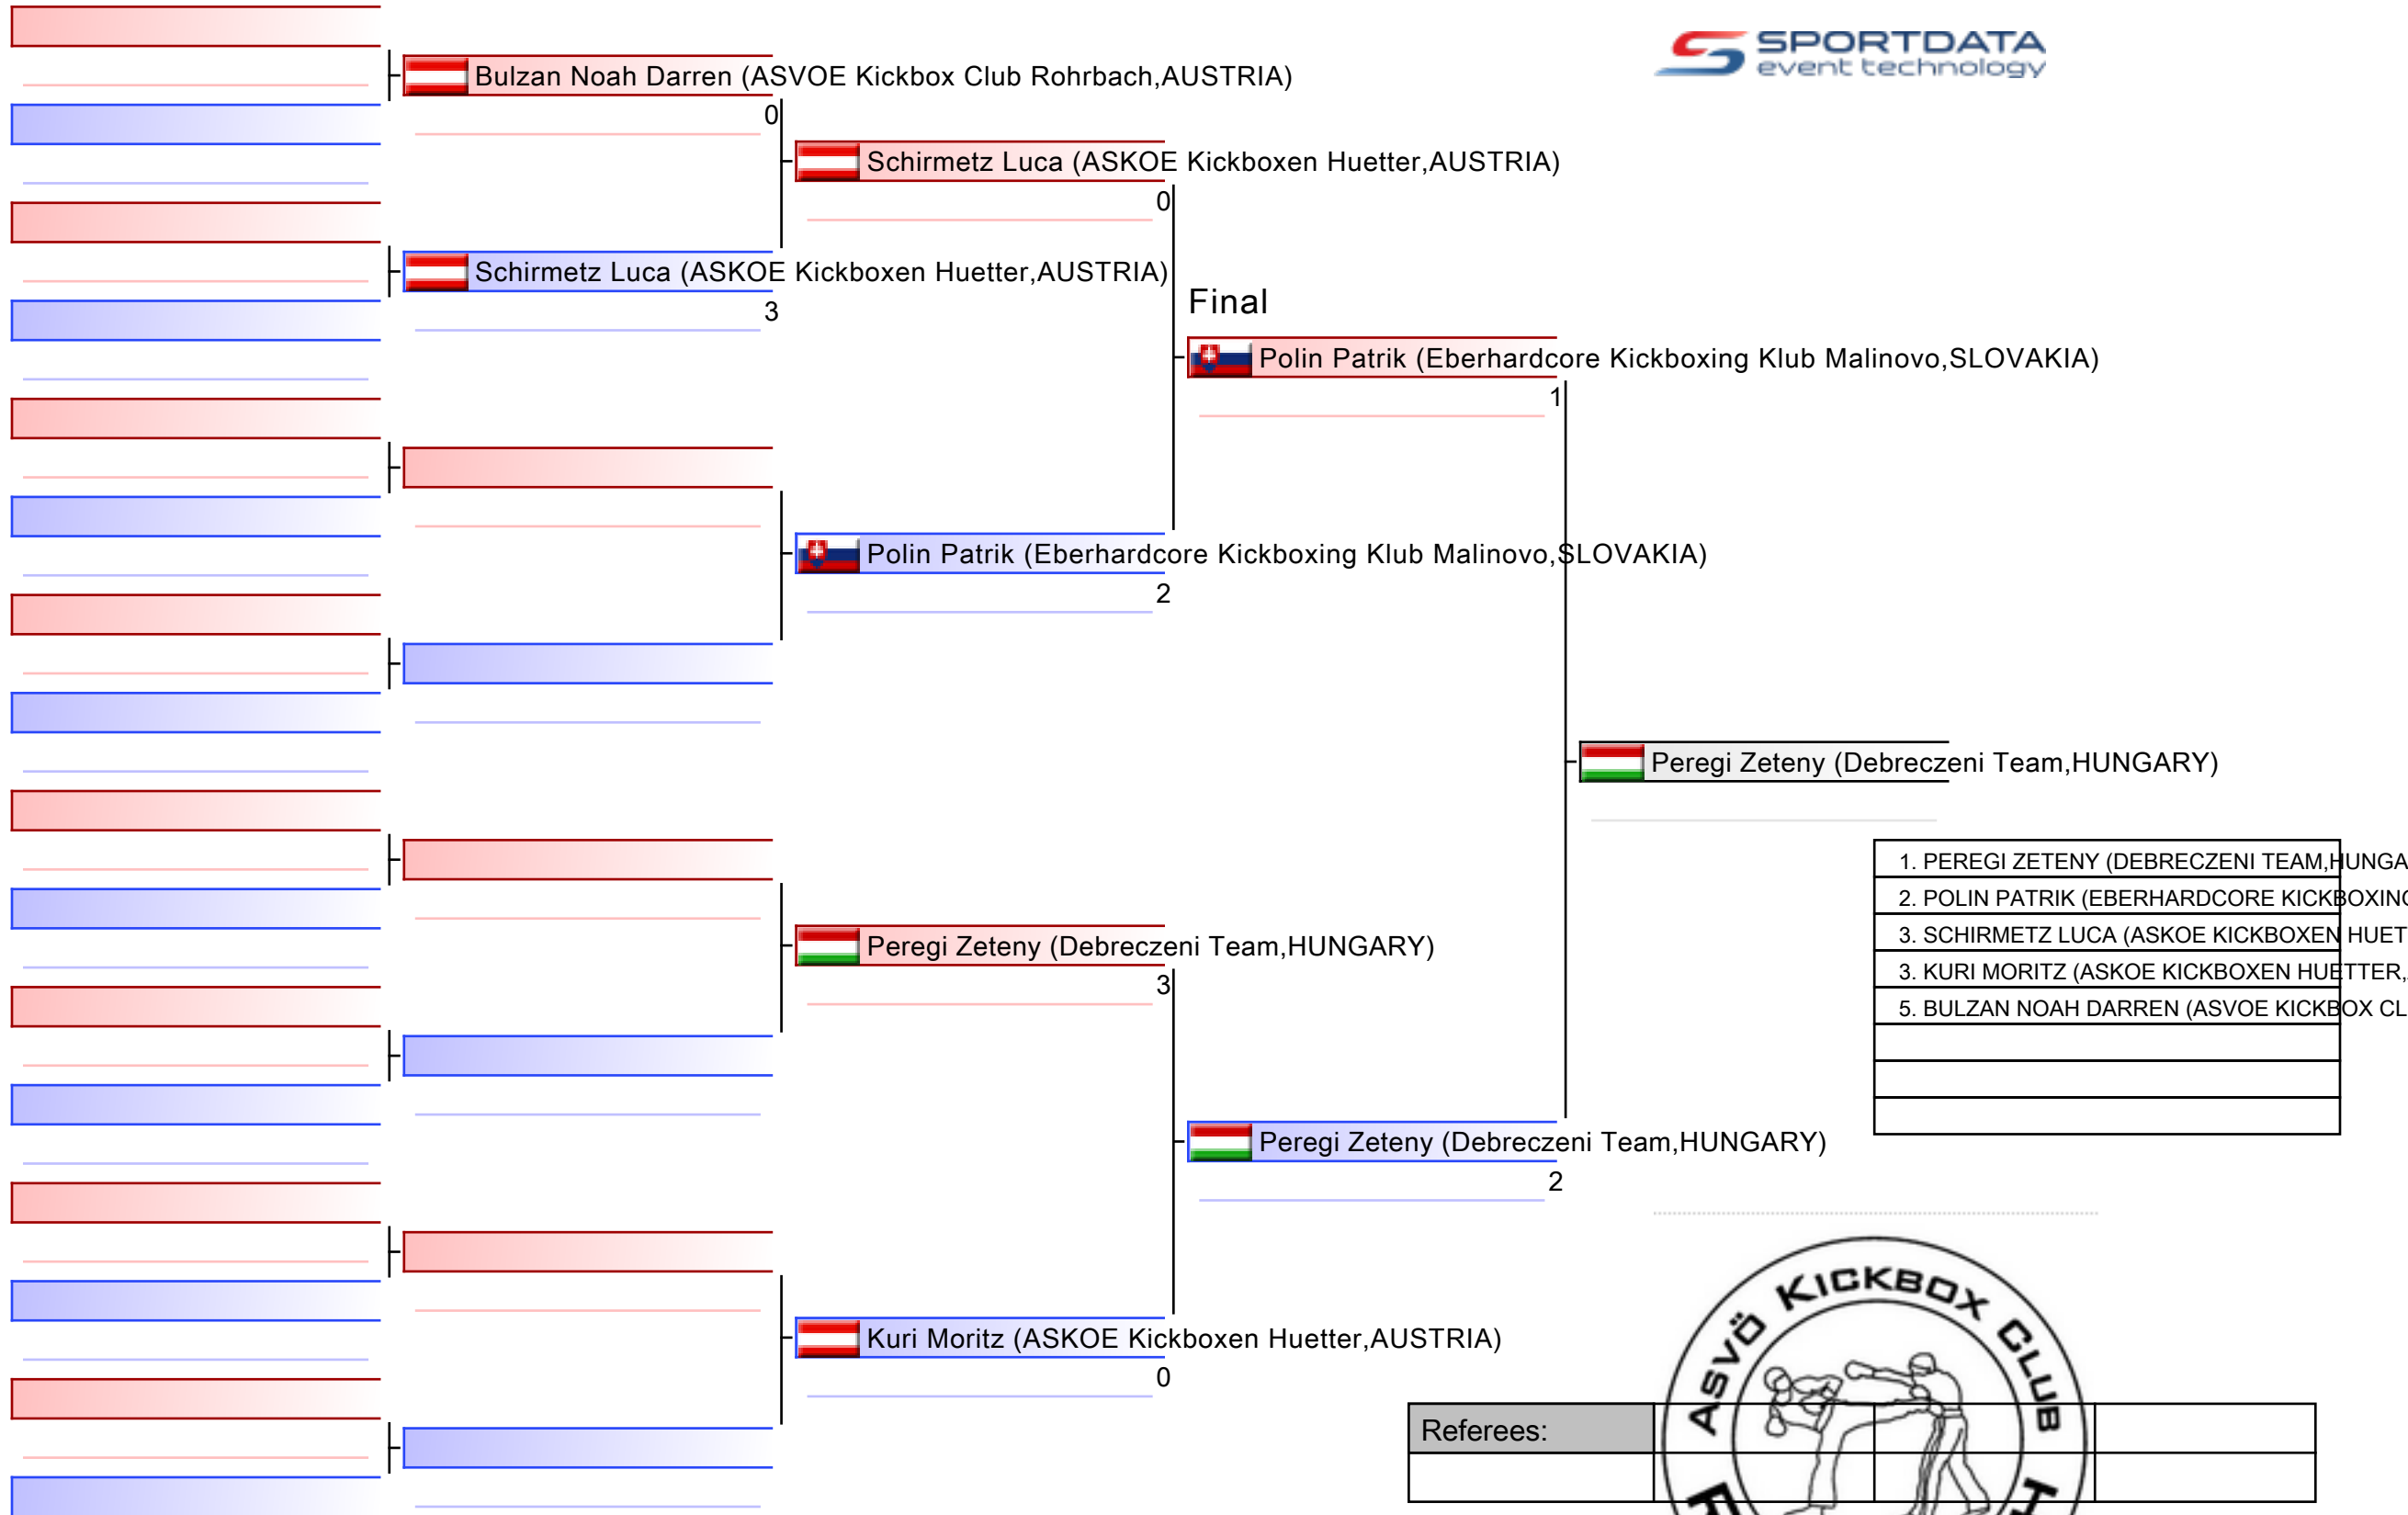 SPORTDATA
event technology
Bulzan Noah Darren (ASVOE Kickbox Club Rohrbach,AUSTRIA)
0
Schirmetz Luca (ASKOE Kickboxen Huetter,AUSTRIA)
0
Schirmetz Luca (ASKOE Kickboxen Huetter,AUSTRIA)
3
Final
Polin Patrik (Eberhardcore Kickboxing Klub Malinovo,SLOVAKIA)
1
Polin Patrik (Eberhardcore Kickboxing Klub Malinovo,SLOVAKIA)
2
Peregi Zeteny (Debreczeni Team,HUNGARY)
1. PEREGI ZETENY (DEBRECZENI TEAM,HUNGA
2. POLIN PATRIK (EBERHARDCORE KICKBOXING
3. SCHIRMETZ LUCA (ASKOE KICKBOXEN HUET
3. KURI MORITZ (ASKOE KICKBOXEN HUETTER,
5. BULZAN NOAH DARREN (ASVOE KICKBOX CL
Peregi Zeteny (Debreczeni Team,HUNGARY)
3
Peregi Zeteny (Debreczeni Team,HUNGARY)
2
Kuri Moritz (ASKOE Kickboxen Huetter,AUSTRIA)
0
ASVÖ KICKBOX CLUB
Referees: